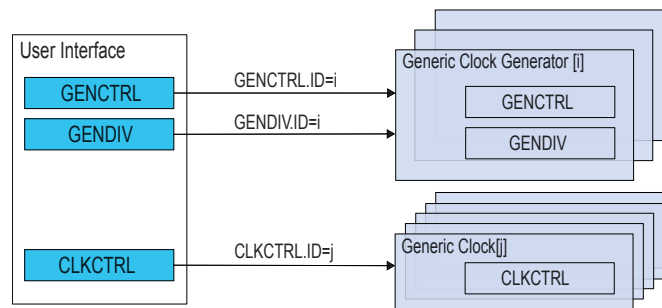 User Interface
GENCTRL
GENDIV
CLKCTRL
GENCTRL.ID=i
GENDIV.ID=i
CLKCTRL.ID=j
Generic Clock Generator [i]
GENCTRL
GENDIV
Generic Clock[j]
CLKCTRL